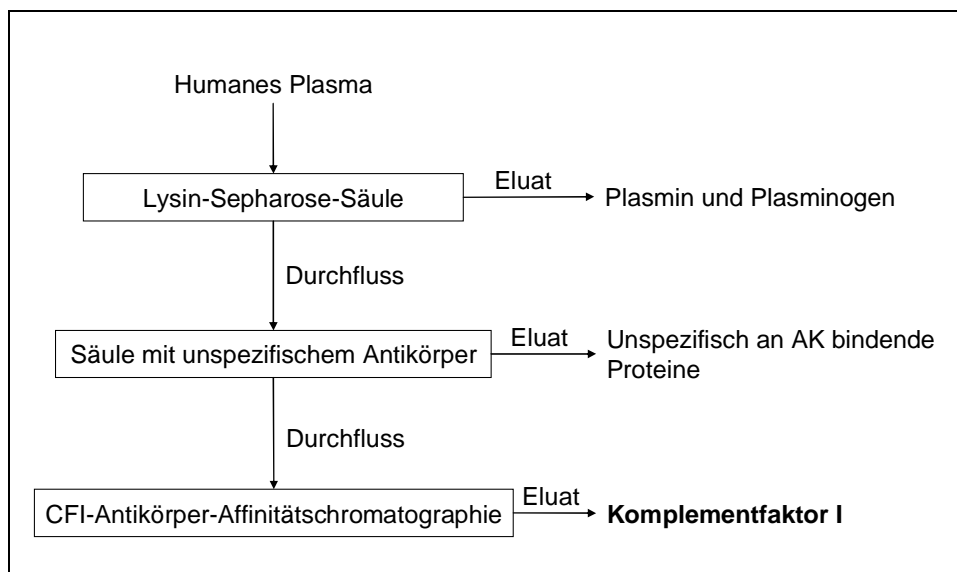 Humanes Plasma
Lysin-Sepharose-Säule
Eluat
Plasmin und Plasminogen
Durchfluss
Säule mit unspezifischem Antikörper
Eluat
Unspezifisch an AK bindende
Proteine
Durchfluss
CFI-Antikörper-Affinitätschromatographie
Eluat
Komplementfaktor I